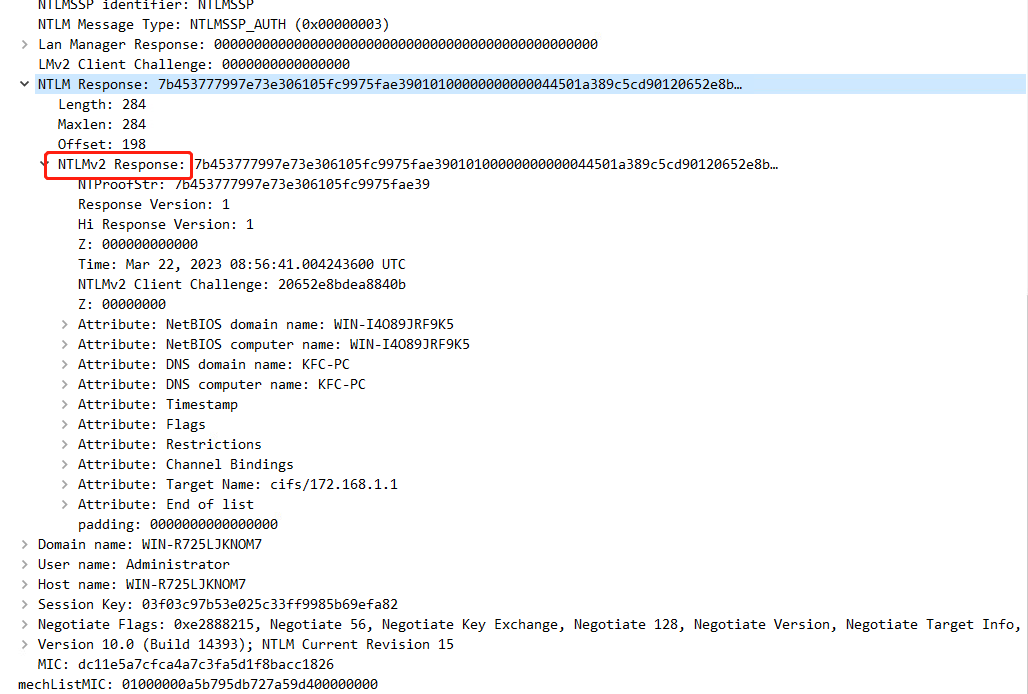 NTLMSSP identifier: NTLMSSP
NTLM Message Type: NTLMSSP_AUTH (0x00000003)
Lan Manager Response: 000000000000000000000000000000000000000000000000
LMv2 Client Challenge: 0000000000000000
NTLM Response: 7b453777997e73e306105fc9975fae3901010000000000000044501a389c5cd90120652e8b…
Length: 284
Maxlen: 284
Offset: 198
NTLMv2 Response: 7b453777997e73e306105fc9975fae3901010000000000000044501a389c5cd90120652e8b…
NTProofStr: 7b453777997e73e306105fc9975fae39
Response Version: 1
Hi Response Version: 1
Z: 000000000000
Time: Mar 22, 2023 08:56:41.004243600 UTC
NTLMv2 Client Challenge: 20652e8bdea8840b
Z: 00000000
Attribute: NetBIOS domain name: WIN-I4O89JRF9K5
Attribute: NetBIOS computer name: WIN-I4O89JRF9K5
Attribute: DNS domain name: KFC-PC
Attribute: DNS computer name: KFC-PC
Attribute: Timestamp
Attribute: Flags
Attribute: Restrictions
Attribute: Channel Bindings
Attribute: Target Name: cifs/172.168.1.1
Attribute: End of list
padding: 0000000000000000
Domain name: WIN-R725LJKNOM7
User name: Administrator
Host name: WIN-R725LJKNOM7
Session Key: 03f03c97b53e025c33ff9985b69efa82
Negotiate Flags: 0xe2888215, Negotiate 56, Negotiate Key Exchange, Negotiate 128, Negotiate Version, Negotiate Target Info,
Version 10.0 (Build 14393); NTLM Current Revision 15
MIC: dc11e5a7cfca4a7c3fa5d1f8bacc1826
mechListMIC: 01000000a5b795db727a59d400000000